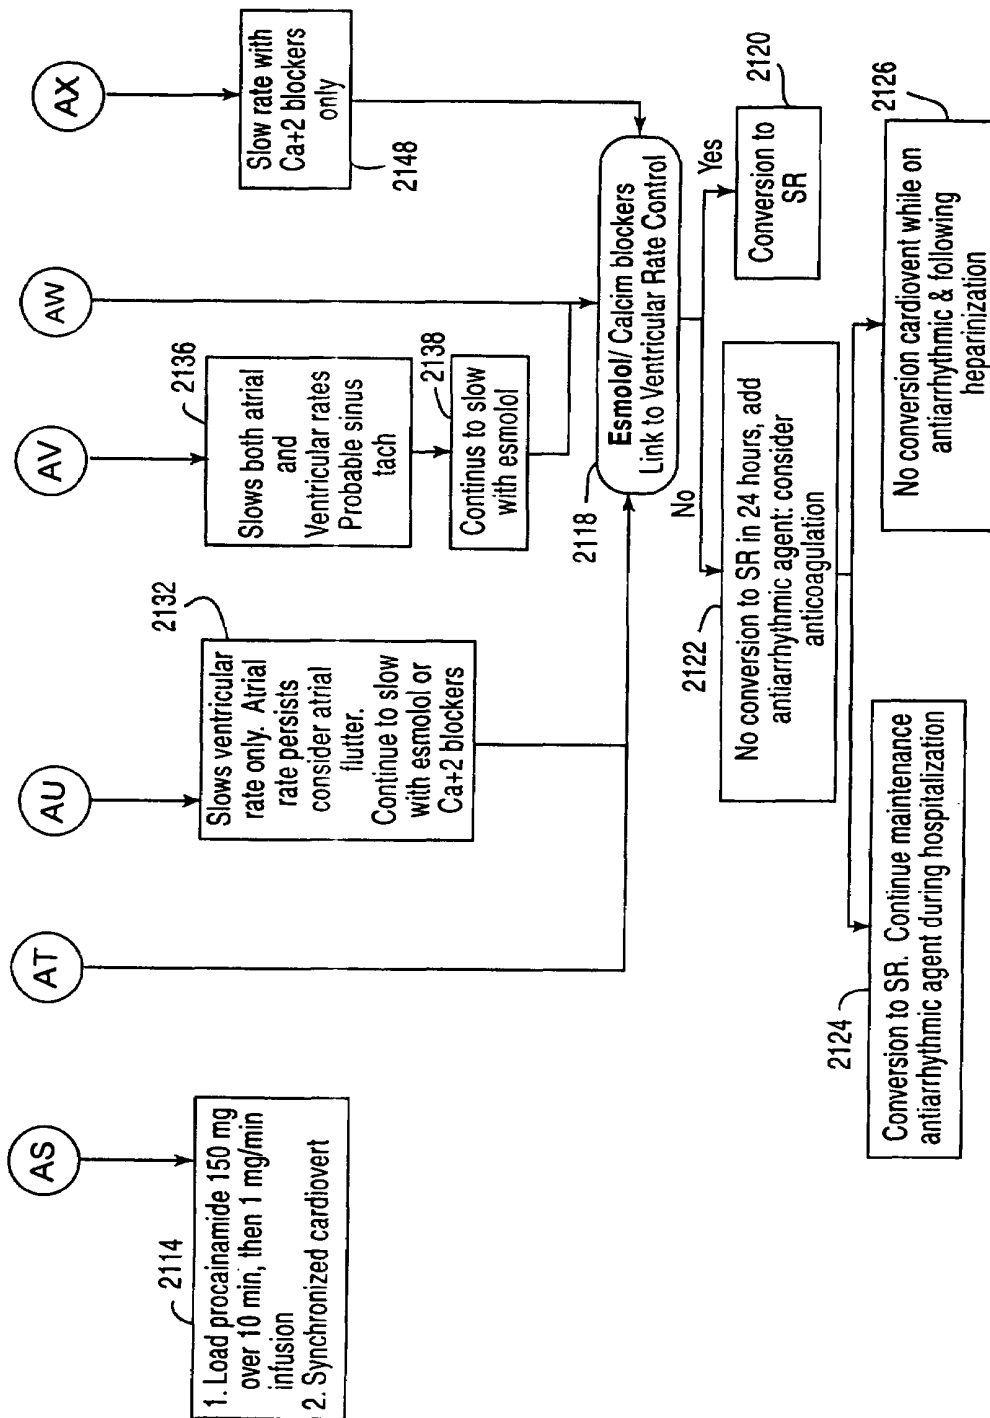 AS
AT
AU
AV
AW
AX
2114
1. Load procainamide 150 mg
over 10 min, then 1 mg/min
infusion
2. Synchronized cardiovert
2132
Slows ventricular
rate only. Atrial
rate persists
consider atrial
flutter.
Continue to slow
with esmolol or
Ca+2 blockers
2136
Slows both atrial
and
Ventricular rates
Probable sinus
tach
2138
Continus to slow
with esmolol
Slow rate with
Ca+2 blockers
only
2148
2118
Esmolol/ Calcim blockers
Link to Ventricular Rate Control
No
Yes
2122
No conversion to SR in 24 hours, add
antiarrhythmic agent: consider
anticoagulation
2120
Conversion to
SR
2124
Conversion to SR. Continue maintenance
antiarrhythmic agent during hospitalization
2126
No conversion cardiovent while on
antiarrhythmic & following
heparinization